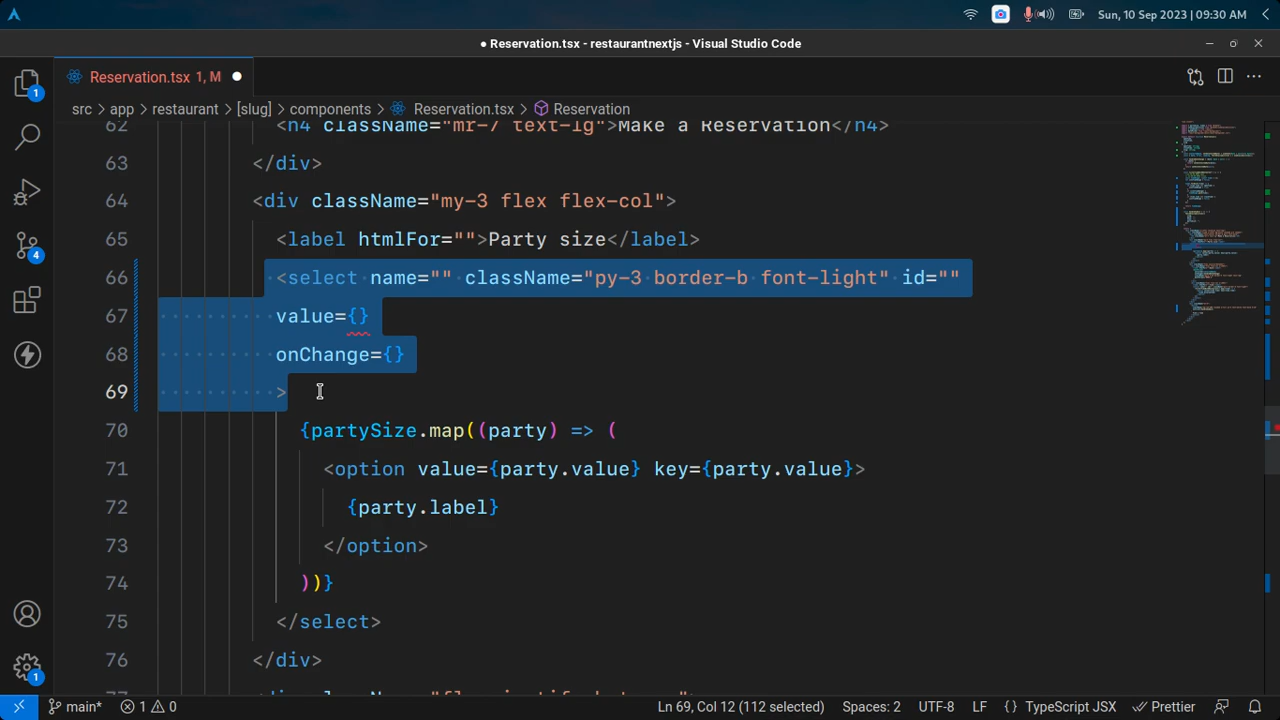 Sun, 10 Sep 2023 | 09:30 AM
● Reservation.tsx - restaurantnextjs - Visual Studio Code
Reservation.tsx 1, M
src > app > restaurant > [slug] > components > Reservation.tsx > Reservation
62 <h4 className="mr-7 text-lg">Make a Reservation</h4>
63 </div>
64 <div className="my-3 flex flex-col">
65 <label htmlFor="">Party size</label>
66 <select name="" className="py-3 border-b font-light" id=""
67 value={}
68 onChange={}
69 >
70 {partySize.map((party) => (
71 <option value={party.value} key={party.value}>
72 {party.label}
73 </option>
74 ))}
75 </select>
76 </div>
1
4
1
main* 1 0 Ln 69, Col 12 (112 selected) Spaces: 2 UTF-8 LF {} TypeScript JSX Prettier